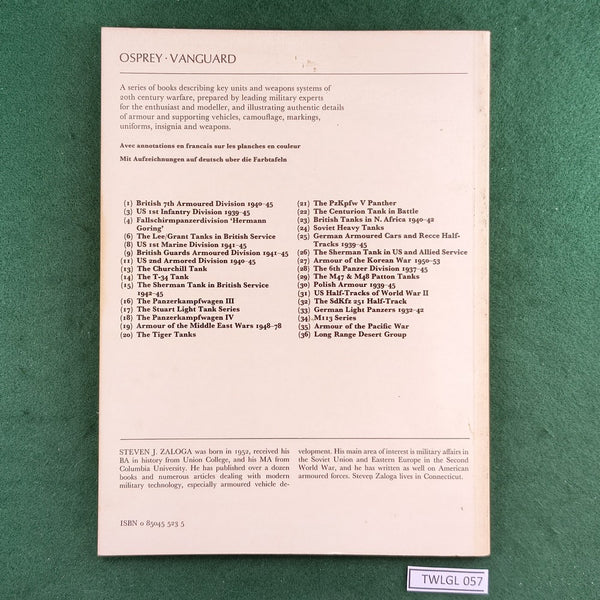 OSPREY · VANGUARD
A series of books describing key units and weapons systems of
20th century warfare, prepared by leading military experts
for the enthusiast and modeller, and illustrating authentic details
of armour and supporting vehicles, camouflage, markings,
uniforms, insignia and weapons.
Avec annotations en francais sur les planches en couleur
Mit Aufzeichnungen auf deutsch uber die Farbtafeln
(1) British 7th Armoured Division 1940–45
(3) US 1st Infantry Division 1939–45
(4) Fallschirmpanzerdivision 'Hermann
Goring'
(6) The Lee/Grant Tanks in British Service
(8) US 1st Marine Division 1941–45
(9) British Guards Armoured Division 1941–45
(11) US 2nd Armored Division 1940–45
(13) The Churchill Tank
(14) The T-34 Tank
(15) The Sherman Tank in British Service
1942–45
(16) The Panzerkampfwagen III
(17) The Stuart Light Tank Series
(18) The Panzerkampfwagen IV
(19) Armour of the Middle East Wars 1948–78
(20) The Tiger Tanks
(21) The PzKpfw V Panther
(22) The Centurion Tank in Battle
(23) British Tanks in N. Africa 1940–42
(24) Soviet Heavy Tanks
(25) German Armoured Cars and Recce Half-
Tracks 1939–45
(26) The Sherman Tank in US and Allied Service
(27) Armour of the Korean War 1950–53
(28) The 6th Panzer Division 1937–45
(29) The M47 & M48 Patton Tanks
(30) Polish Armour 1939–45
(31) US Half-Tracks of World War II
(32) The SdKfz 251 Half-Track
(33) German Light Panzers 1932–42
(34) M113 Series
(35) Armour of the Pacific War
(36) Long Range Desert Group
STEVEN J. ZALOGA was born in 1952, received his
BA in history from Union College, and his MA from
Columbia University. He has published over a dozen
books and numerous articles dealing with modern
military technology, especially armoured vehicle de-
velopment. His main area of interest is military affairs in
the Soviet Union and Eastern Europe in the Second
World War, and he has written as well on American
armoured forces. Steven Zaloga lives in Connecticut.
ISBN 0 85045 523 5
TWLGL 057